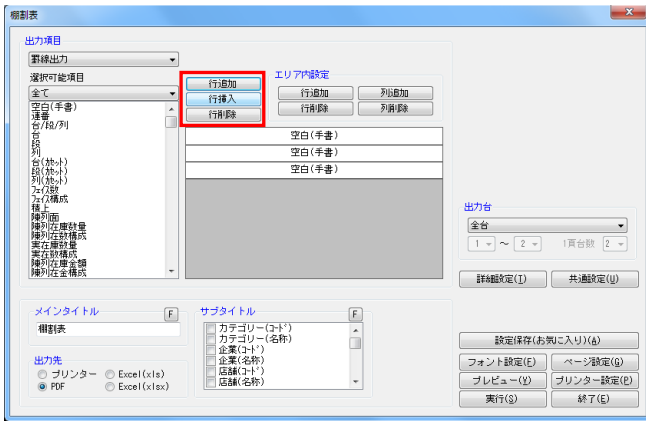 棚割表
出力項目
罫線出力
選択可能項目
全て
空白(手書)
連番
台/段/列
台
段
列
台(ｶｾｯﾄ)
段(ｶｾｯﾄ)
列(ｶｾｯﾄ)
ﾌｪｲｽ数
ﾌｪｲｽ構成
積上
陳列面
陳列在庫数量
陳列在数構成
実在庫数量
実在数構成
陳列在庫金額
陳列在金構成
行追加
行挿入
行削除
エリア内設定
行追加
列追加
行削除
列削除
空白(手書)
空白(手書)
空白(手書)
出力台
全台
1 ～ 2 1頁台数 2
詳細設定(I)
共通設定(U)
メインタイトル F
棚割表
出力先
プリンター
Excel(xls)
PDF
Excel(xlsx)
サブタイトル F
カテゴリー(ｺｰﾄﾞ)
カテゴリー(名称)
企業(ｺｰﾄﾞ)
企業(名称)
店舗(ｺｰﾄﾞ)
店舗(名称)
設定保存(お気に入り)(A)
フォント設定(F)
ページ設定(G)
プレビュー(V)
プリンター設定(P)
実行(S)
終了(E)